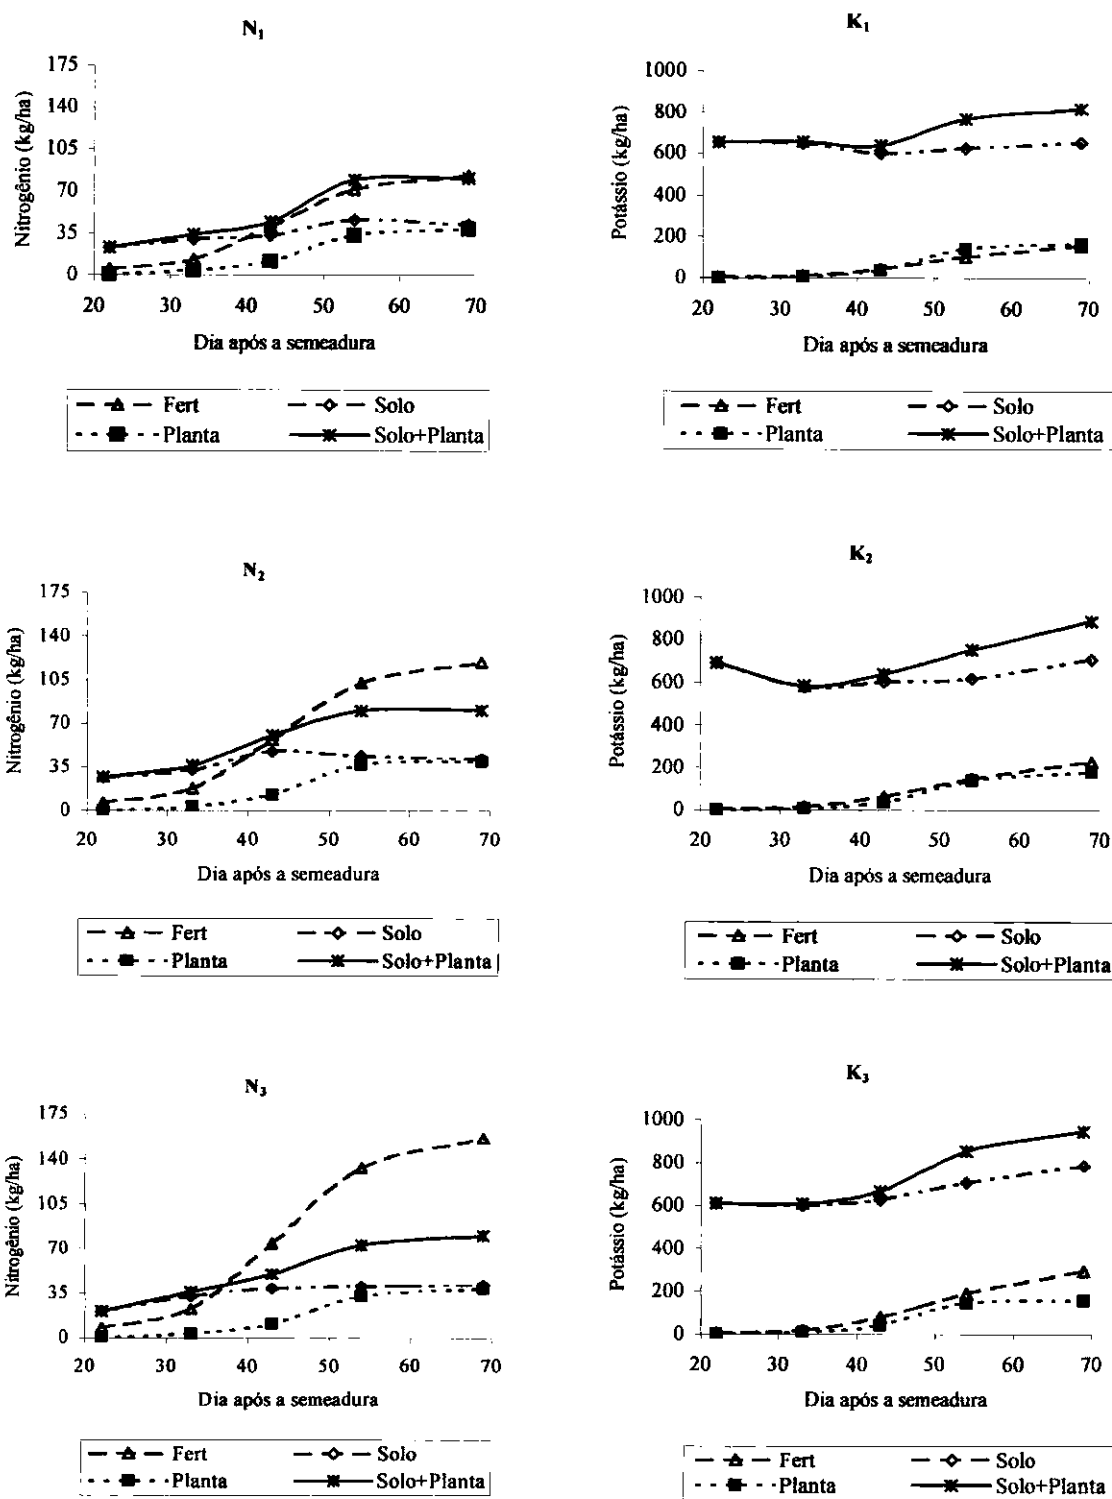 N₁
Nitrogênio (kg/ha)
175
140
105
70
35
0
20 30 40 50 60 70
Dia após a semeadura
Fert Solo
Planta Solo+Planta
K₁
Potássio (kg/ha)
1000
800
600
400
200
0
20 30 40 50 60 70
Dia após a semeadura
Fert Solo
Planta Solo+Planta
N₂
Nitrogênio (kg/ha)
175
140
105
70
35
0
20 30 40 50 60 70
Dia após a semeadura
Fert Solo
Planta Solo+Planta
K₂
Potássio (kg/ha)
1000
800
600
400
200
0
20 30 40 50 60 70
Dia após a semeadura
Fert Solo
Planta Solo+Planta
N₃
Nitrogênio (kg/ha)
175
140
105
70
35
0
20 30 40 50 60 70
Dia após a semeadura
Fert Solo
Planta Solo+Planta
K₃
Potássio (kg/ha)
1000
800
600
400
200
0
20 30 40 50 60 70
Dia após a semeadura
Fert Solo
Planta Solo+Planta